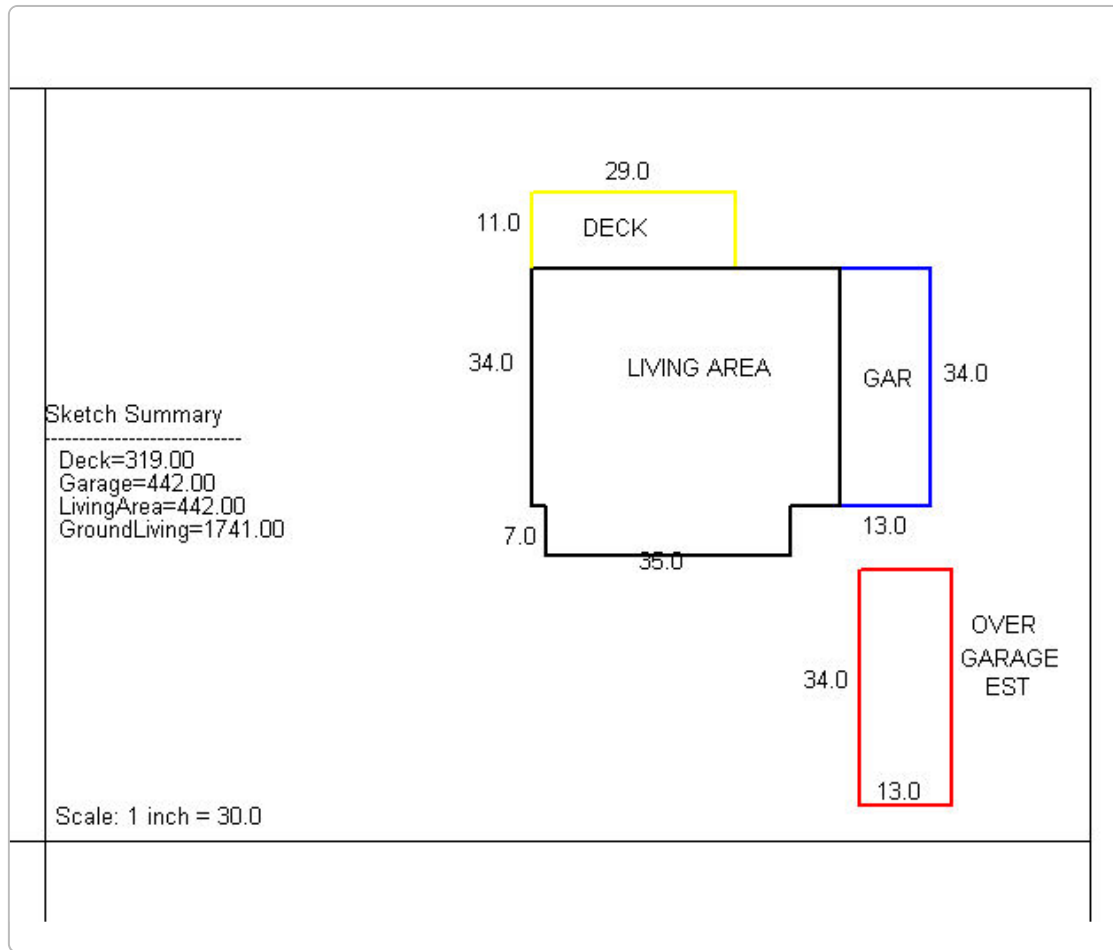 29.0
11.0
DECK
34.0
LIVING AREA
GAR
34.0
Sketch Summary
----------------------------
Deck=319.00
Garage=442.00
LivingArea=442.00
GroundLiving=1741.00
7.0
35.0
13.0
OVER
GARAGE
EST
34.0
13.0
Scale: 1 inch = 30.0